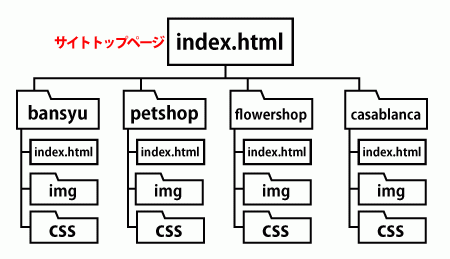 サイトトップページ
index.html
bansyu
petshop
flowershop
casablanca
index.html
index.html
index.html
index.html
img
img
img
img
css
css
css
css